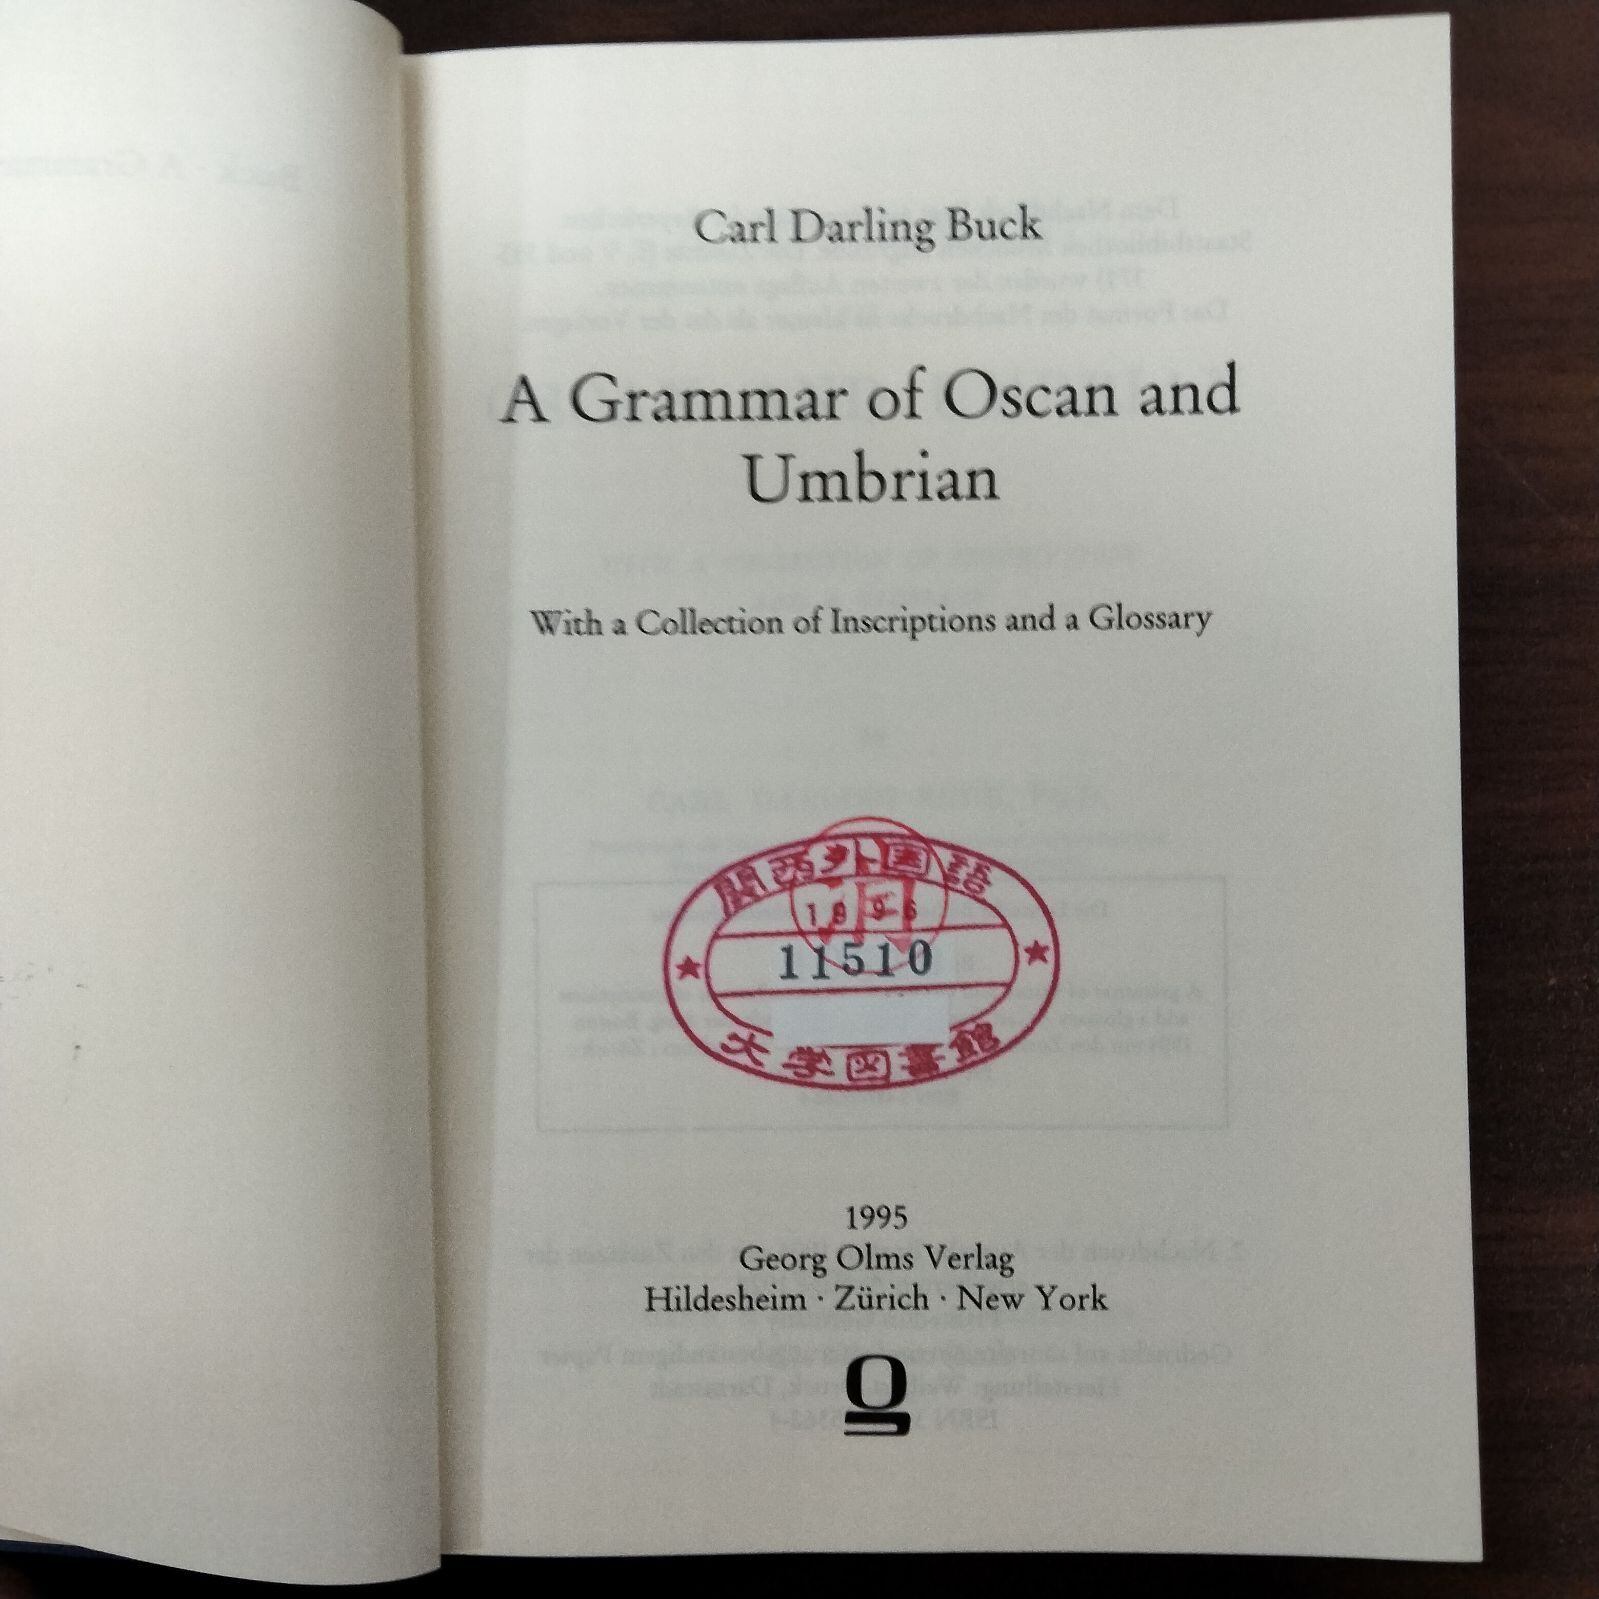 Carl Darling Buck
A Grammar of Oscan and
Umbrian
With a Collection of Inscriptions and a Glossary
関西外国語
11510
大学図書館
1995
Georg Olms Verlag
Hildesheim · Zürich · New York